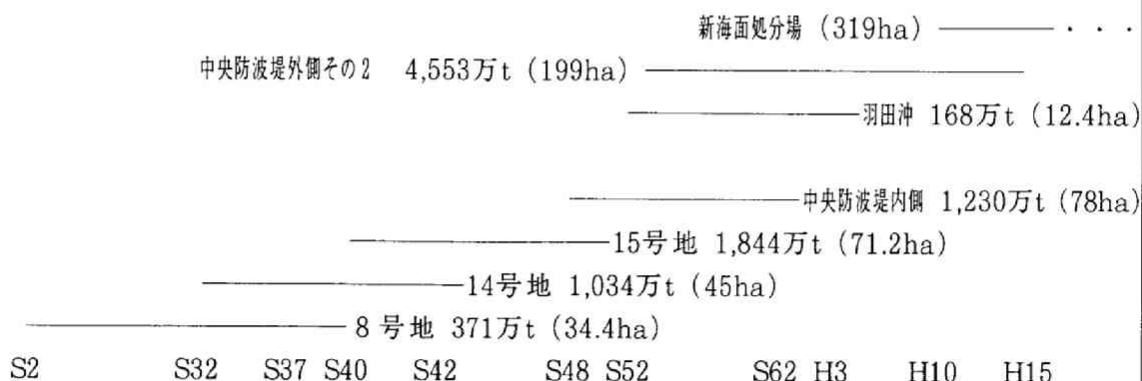 新海面処分場 (319ha) ・・・
中央防波堤外側その2 4,553万t (199ha)
羽田沖 168万t (12.4ha)
中央防波堤内側 1,230万t (78ha)
15号地 1,844万t (71.2ha)
14号地 1,034万t (45ha)
8号地 371万t (34.4ha)
S2 S32 S37 S40 S42 S48 S52 S62 H3 H10 H15